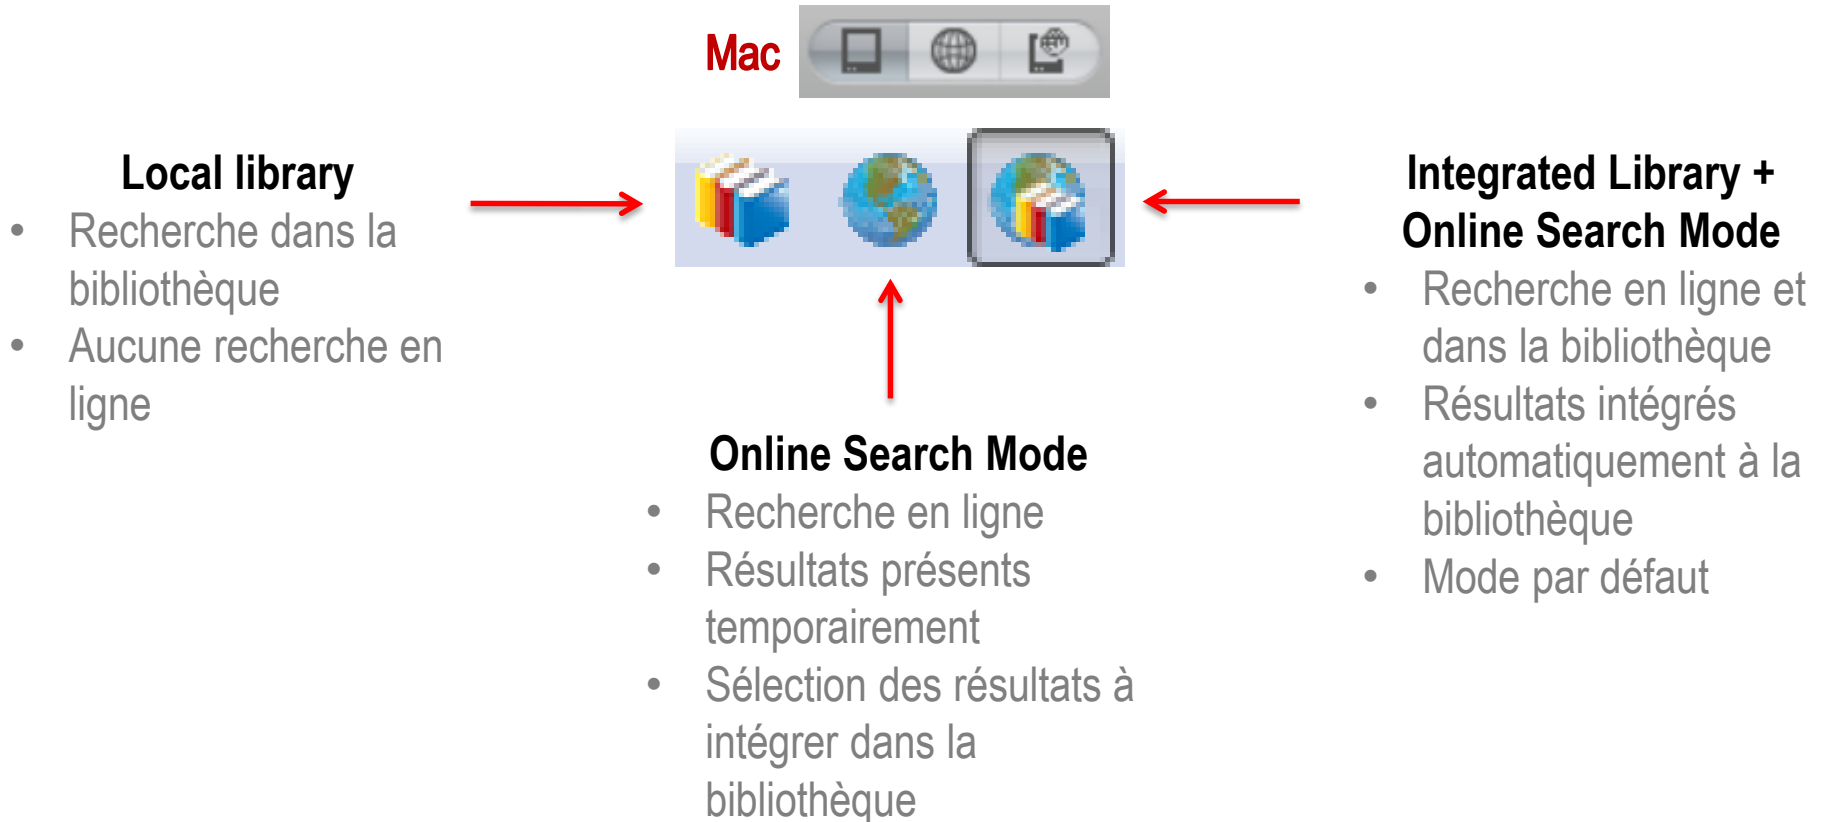 Mac
Local library
• Recherche dans la
bibliothèque
• Aucune recherche en
ligne
Online Search Mode
• Recherche en ligne
• Résultats présents
temporairement
• Sélection des résultats à
intégrer dans la
bibliothèque
Integrated Library +
Online Search Mode
• Recherche en ligne et
dans la bibliothèque
• Résultats intégrés
automatiquement à la
bibliothèque
• Mode par défaut